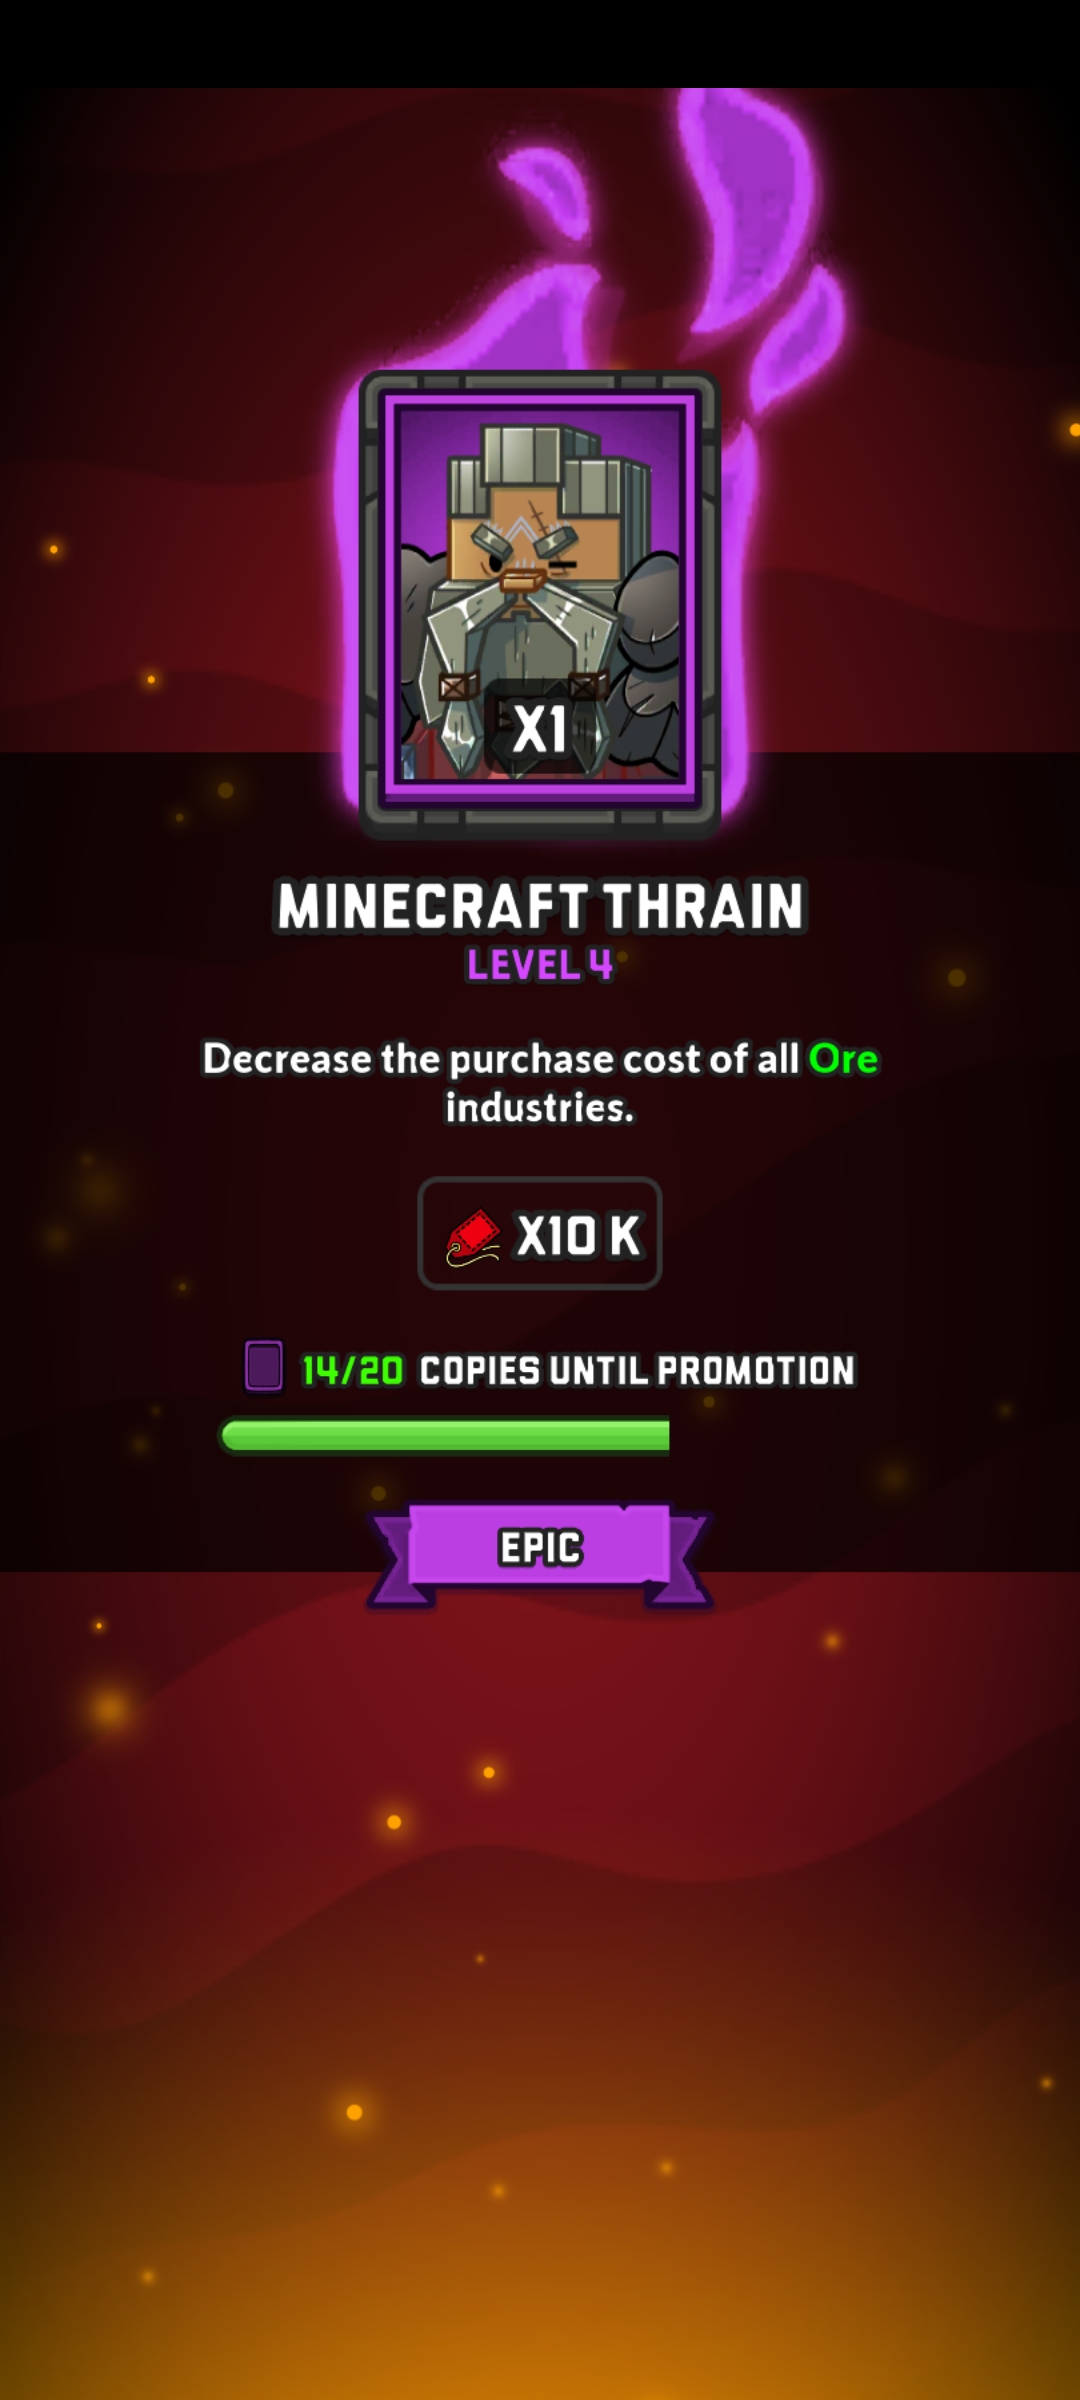 X1
MINECRAFT THRAIN
LEVEL 4
Decrease the purchase cost of all Ore
industries.
X10 K
14/20 COPIES UNTIL PROMOTION
EPIC